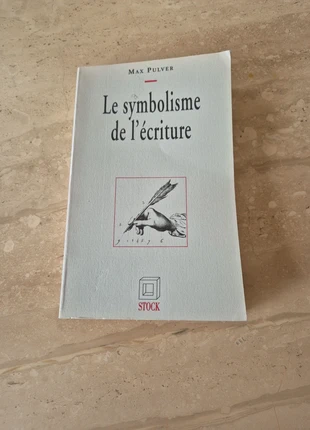 MAX PULVER
Le symbolisme
de l'écriture
STOCK